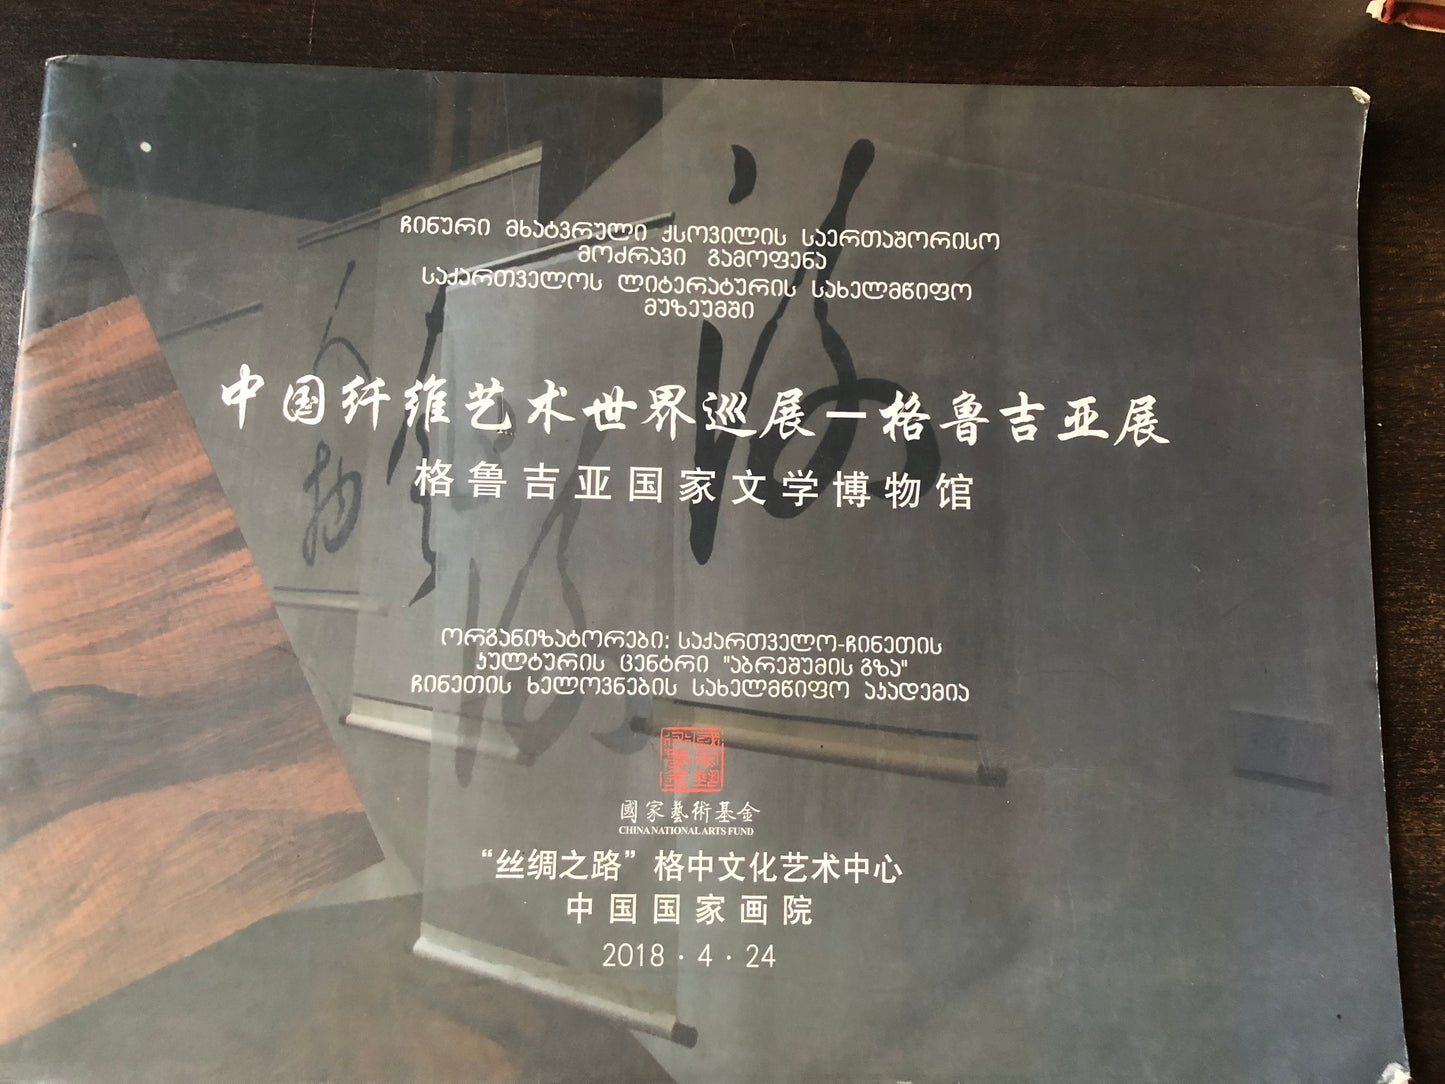 ჩინური მხატვრული ქსოვილის საერთაშორისო
მოძრავი გამოფენა
საქართველოს ლიტერატურის სახელმწიფო
მუზეუმში
中国纤维艺术世界巡展—格鲁吉亚展
格鲁吉亚国家文学博物馆
ორგანიზატორები: საქართველო-ჩინეთის
კულტურის ცენტრი "აბრეშუმის გზა"
ჩინეთის ხელოვნების სახელმწიფო აკადემია
國家藝術基金
CHINA NATIONAL ARTS FUND
“丝绸之路”格中文化艺术中心
中国国家画院
2018·4·24